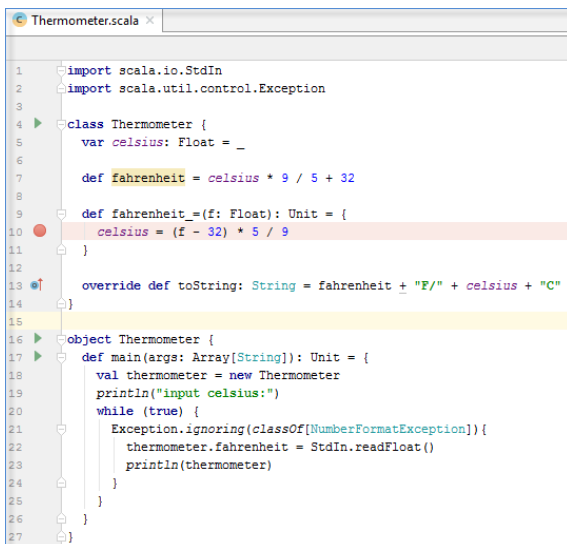 Thermometer.scala
1 import scala.io.StdIn
2 import scala.util.control.Exception
3
4 class Thermometer {
5 var celsius: Float = _
6
7 def fahrenheit = celsius * 9 / 5 + 32
8
9 def fahrenheit_=(f: Float): Unit = {
10 celsius = (f - 32) * 5 / 9
11 }
12
13 override def toString: String = fahrenheit + "F/" + celsius + "C"
14 }
15
16 object Thermometer {
17 def main(args: Array[String]): Unit = {
18 val thermometer = new Thermometer
19 println("input celsius:")
20 while (true) {
21 Exception.ignoring(classOf[NumberFormatException]){
22 thermometer.fahrenheit = StdIn.readFloat()
23 println(thermometer)
24 }
25 }
26 }
27 }